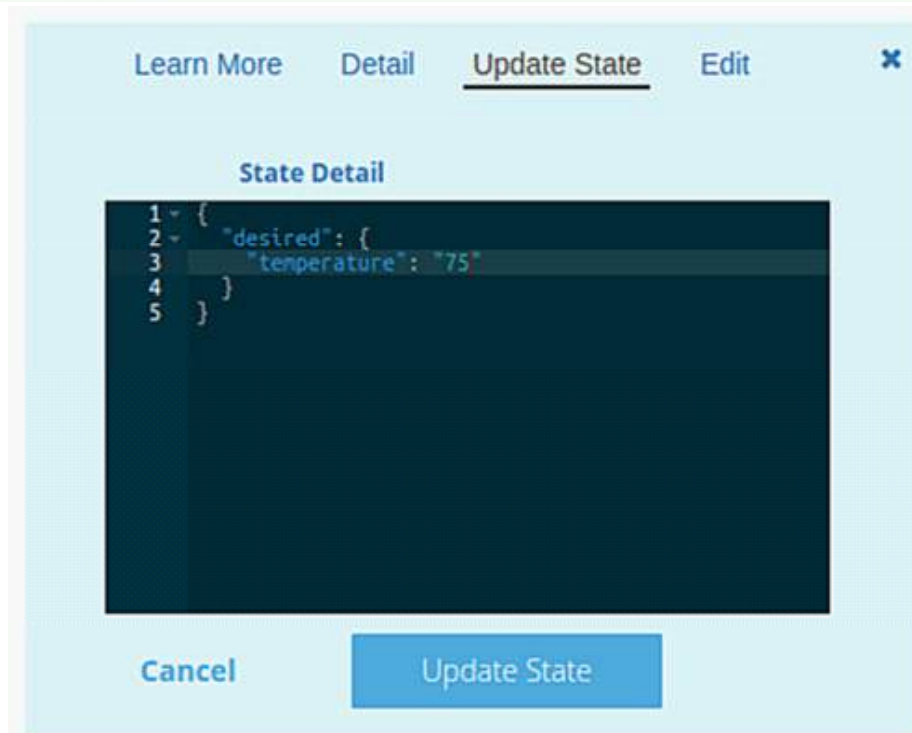 Learn More Detail Update State Edit ×
State Detail
1 {
2 "desired": {
3 "temperature": "75"
4 }
5 }
Cancel Update State